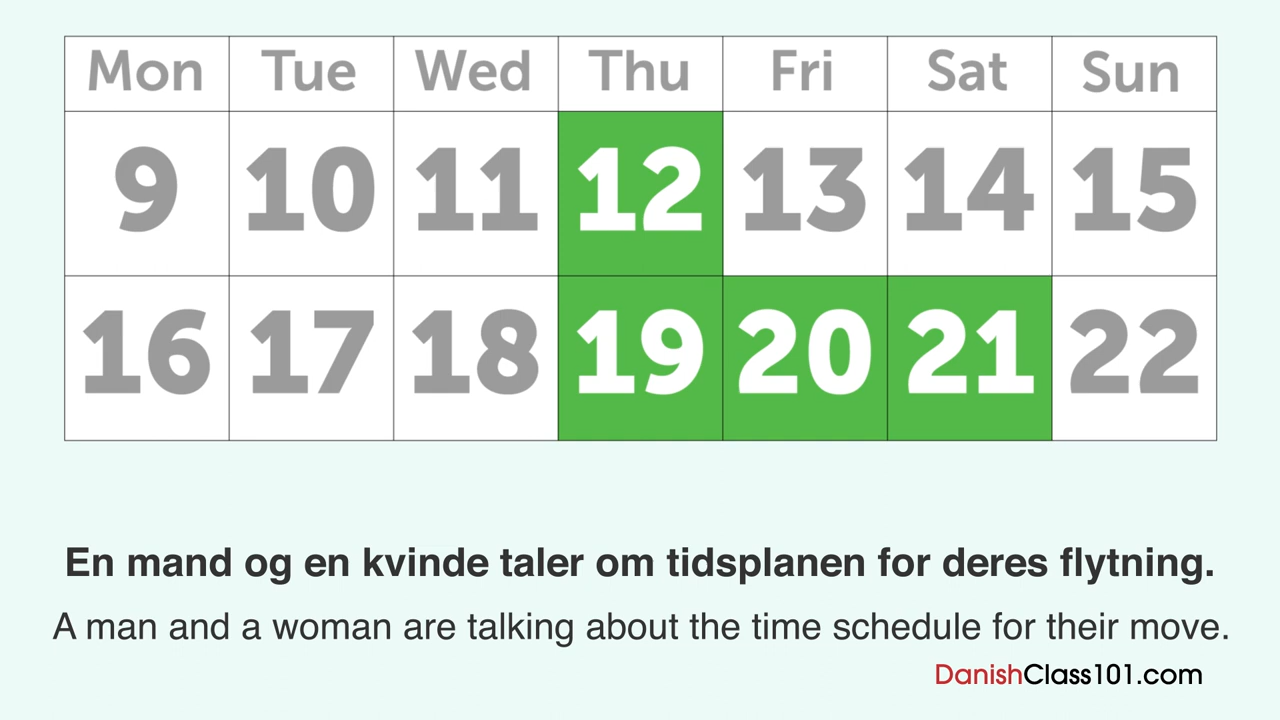 Mon Tue Wed Thu Fri Sat Sun
9 10 11 12 13 14 15
16 17 18 19 20 21 22
En mand og en kvinde taler om tidsplanen for deres flytning.
A man and a woman are talking about the time schedule for their move.
DanishClass101.com